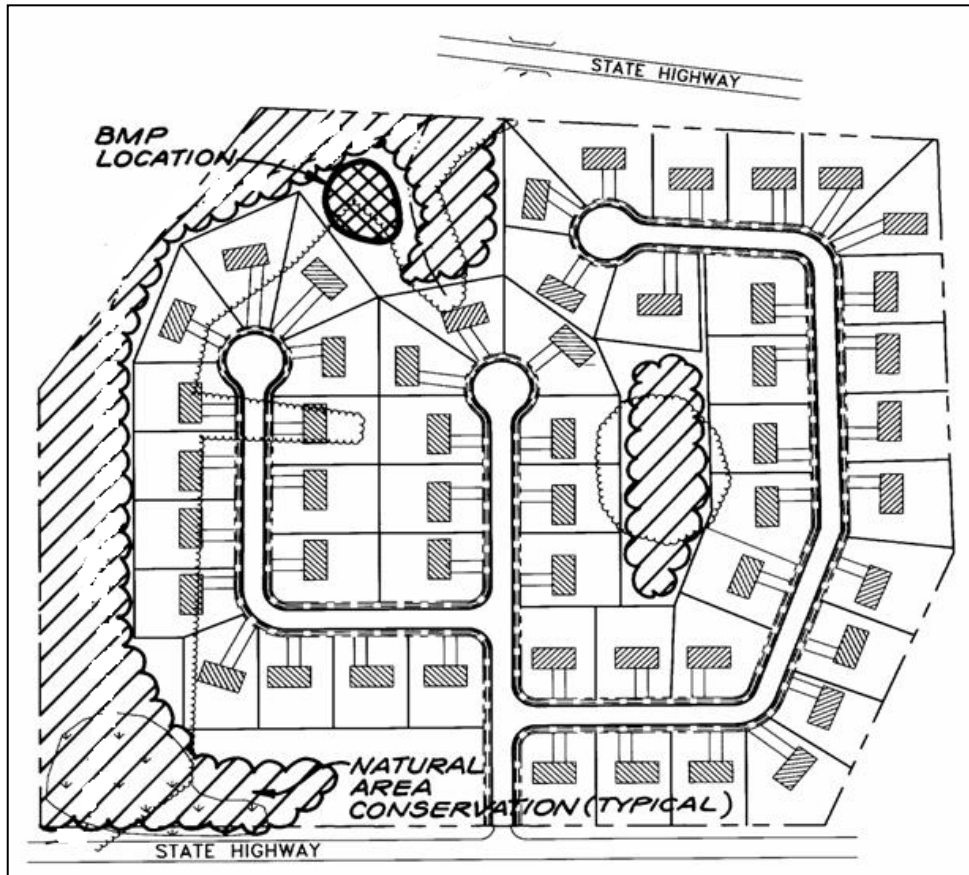 STATE HIGHWAY
BMP
LOCATION
NATURAL
AREA
CONSERVATION (TYPICAL)
STATE HIGHWAY